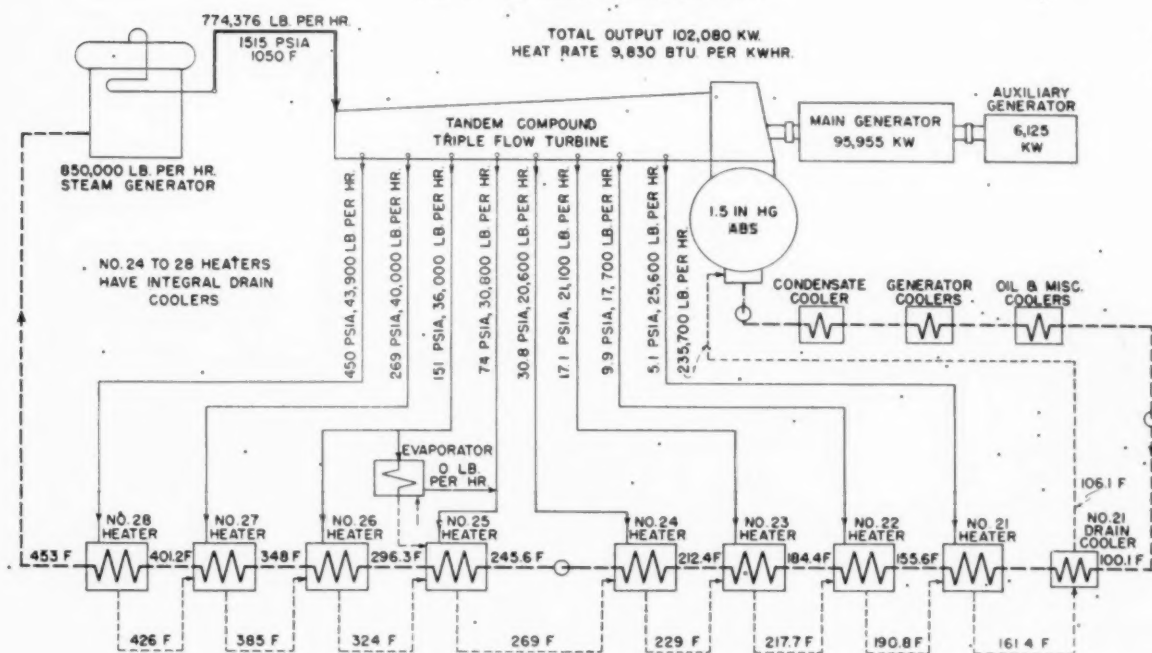 774,376 LB. PER HR.
1515 PSIA
1050 F
TOTAL OUTPUT 102,080 KW.
HEAT RATE 9,830 BTU PER KWHR.
TANDEM COMPOUND
TRIPLE FLOW TURBINE
MAIN GENERATOR
95,955 KW
AUXILIARY
GENERATOR
6,125
KW
850,000 LB. PER HR.
STEAM GENERATOR
1.5 IN HG
ABS
NO. 24 TO 28 HEATERS
HAVE INTEGRAL DRAIN
COOLERS
450 PSIA, 43,900 LB. PER HR.
269 PSIA, 40,000 LB. PER HR.
151 PSIA, 36,000 LB. PER HR.
74 PSIA, 30,800 LB. PER HR.
30.8 PSIA, 20,600 LB. PER HR.
17.1 PSIA, 21,100 LB. PER HR.
9.9 PSIA, 17,700 LB. PER HR.
5.1 PSIA, 25,600 LB. PER HR.
235,700 LB. PER HR.
CONDENSATE
COOLER
GENERATOR
COOLERS
OIL & MISC.
COOLERS
EVAPORATOR
0 LB.
PER HR.
NO. 28
HEATER
NO. 27
HEATER
NO. 26
HEATER
NO. 25
HEATER
NO. 24
HEATER
NO. 23
HEATER
NO. 22
HEATER
NO. 21
HEATER
106.1 F
NO. 21
DRAIN
COOLER
453 F
401.2 F
348 F
296.3 F
245.6 F
212.4 F
184.4 F
155.6 F
100.1 F
426 F
385 F
324 F
269 F
229 F
217.7 F
190.8 F
161.4 F